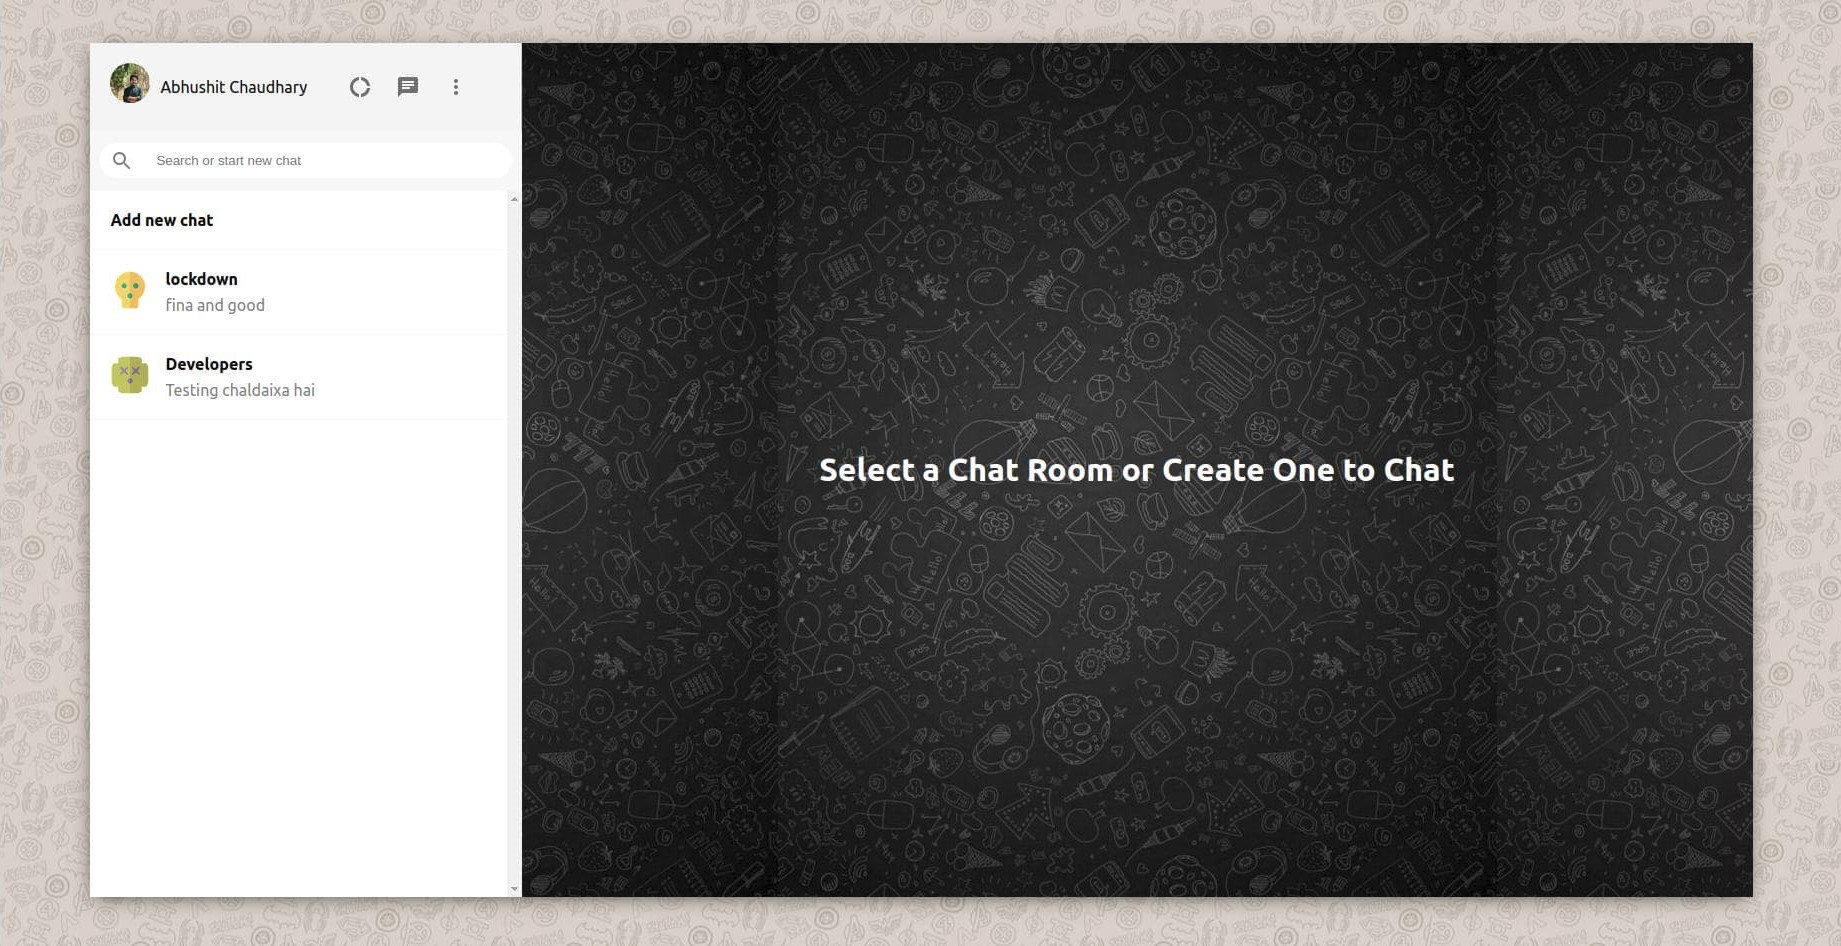 Abhushit Chaudhary
Search or start new chat
Add new chat
lockdown
fina and good
Developers
Testing chaldaixa hai
Select a Chat Room or Create One to Chat